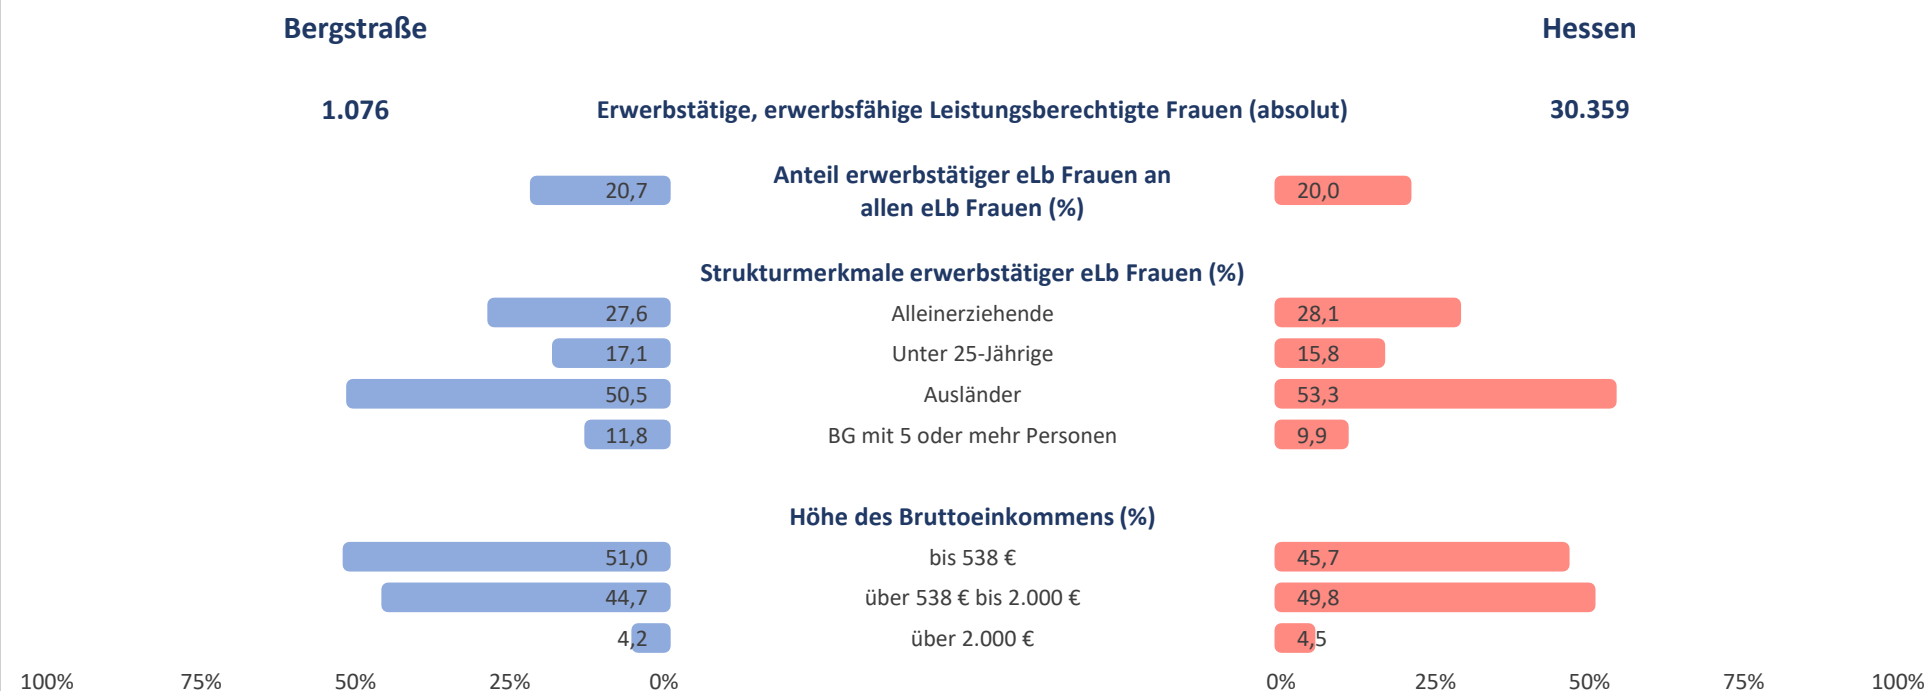 Bergstraße Hessen
1.076 Erwerbstätige, erwerbsfähige Leistungsberechtigte Frauen (absolut) 30.359
Anteil erwerbstätiger eLb Frauen an
20,7 20,0
allen eLb Frauen (%)
Strukturmerkmale erwerbstätiger eLb Frauen (%)
27,6 Alleinerziehende 28,1
17,1 Unter 25-Jährige 15,8
50,5 Ausländer 53,3
11,8 BG mit 5 oder mehr Personen 9,9
Höhe des Bruttoeinkommens (%)
51,0 bis 538 € 45,7
44,7 über 538 € bis 2.000 € 49,8
4,2 über 2.000 € 4,5
100% 75% 50% 25% 0% 0% 25% 50% 75% 100%